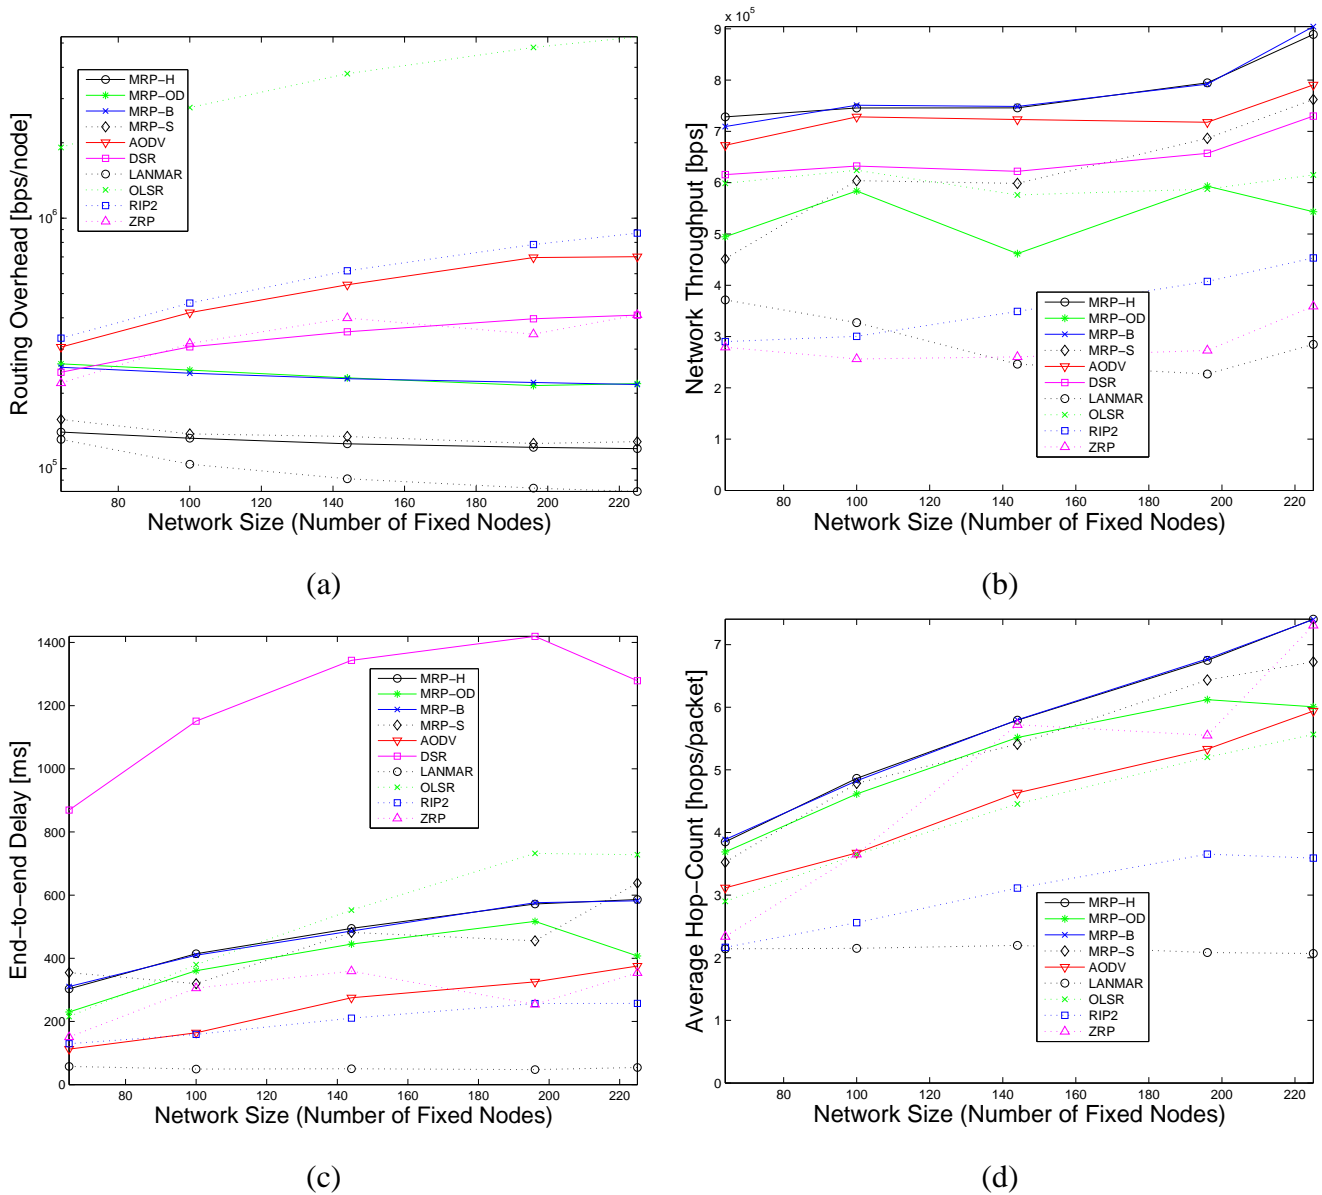 Routing Overhead [bps/node]
10^6
10^5
MRP-H
MRP-OD
MRP-B
MRP-S
AODV
DSR
LANMAR
OLSR
RIP2
ZRP
80 100 120 140 160 180 200 220
Network Size (Number of Fixed Nodes)
(a)
x 10^5
Network Throughput [bps]
9
8
7
6
5
4
3
2
1
0
MRP-H
MRP-OD
MRP-B
MRP-S
AODV
DSR
LANMAR
OLSR
RIP2
ZRP
80 100 120 140 160 180 200 220
Network Size (Number of Fixed Nodes)
(b)
End-to-end Delay [ms]
1400
1200
1000
800
600
400
200
0
MRP-H
MRP-OD
MRP-B
MRP-S
AODV
DSR
LANMAR
OLSR
RIP2
ZRP
80 100 120 140 160 180 200 220
Network Size (Number of Fixed Nodes)
(c)
Average Hop-Count [hops/packet]
7
6
5
4
3
2
1
0
MRP-H
MRP-OD
MRP-B
MRP-S
AODV
LANMAR
OLSR
RIP2
ZRP
80 100 120 140 160 180 200 220
Network Size (Number of Fixed Nodes)
(d)